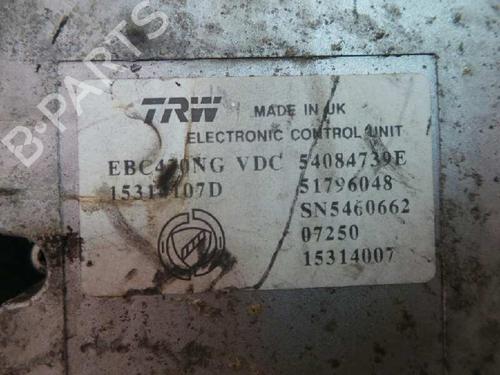 B-PARTS
TRW MADE IN UK
ELECTRONIC CONTROL UNIT
VDC 54084739E
51796048
SN5460662
07250
15314007